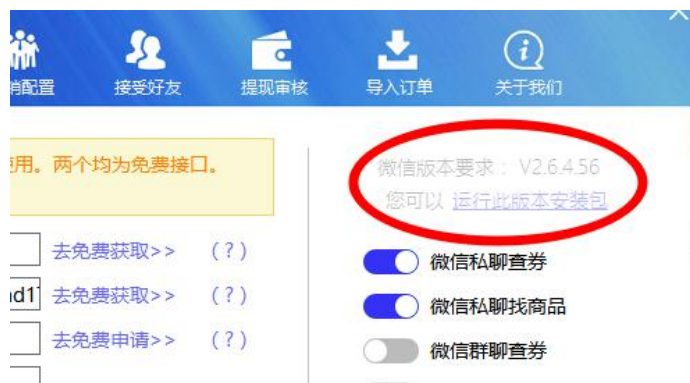 销配置 接受好友 提现审核 导入订单 关于我们
使用。两个均为免费接口。
微信版本要求： V2.6.4.56
您可以 运行此版本安装包
去免费获取>> (?)
微信私聊查券
nd1 去免费获取>> (?)
微信私聊找商品
去免费申请>> (?)
微信群聊查券